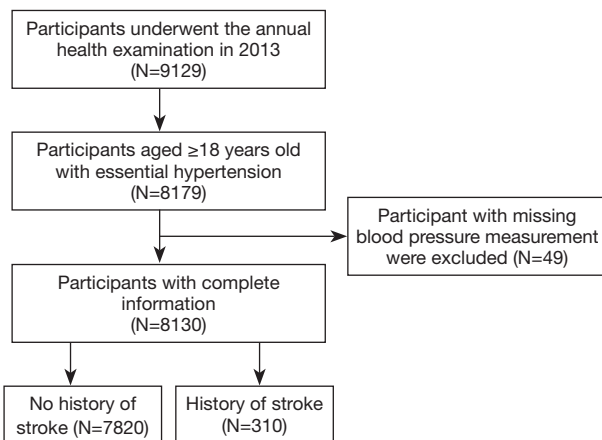 Participants underwent the annual
health examination in 2013
(N=9129)
Participants aged ≥18 years old
with essential hypertension
(N=8179)
Participant with missing
blood pressure measurement
were excluded (N=49)
Participants with complete
information
(N=8130)
No history of
stroke (N=7820)
History of stroke
(N=310)